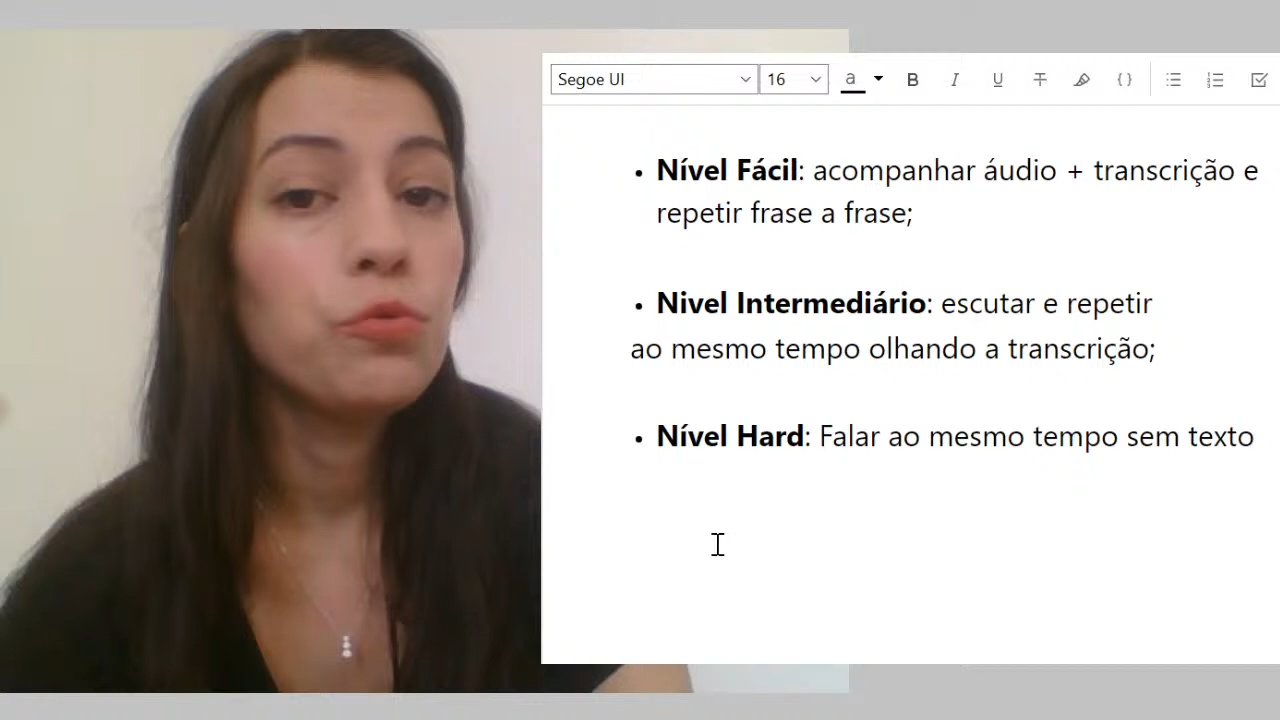 Segoe UI 16 a B I U T {}
• Nível Fácil: acompanhar áudio + transcrição e
repetir frase a frase;
• Nivel Intermediário: escutar e repetir
ao mesmo tempo olhando a transcrição;
• Nível Hard: Falar ao mesmo tempo sem texto